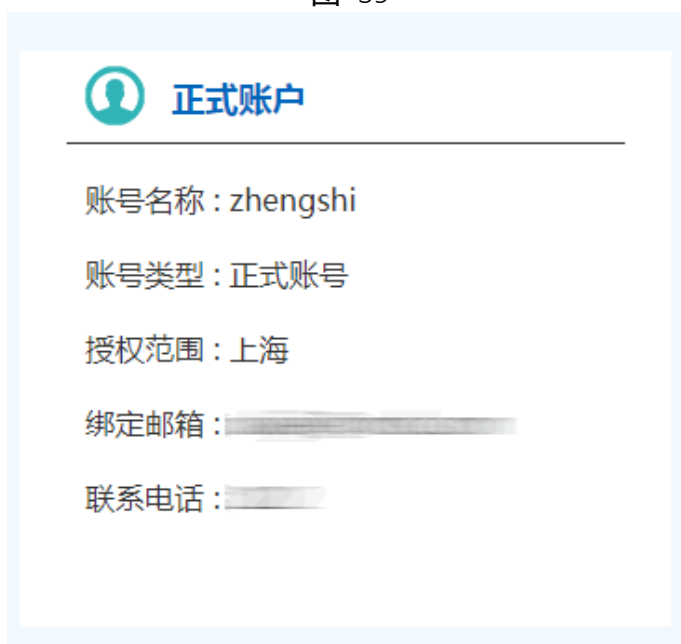 正式账户
账号名称 : zhengshi
账号类型 : 正式账号
授权范围 : 上海
绑定邮箱 :
联系电话 :